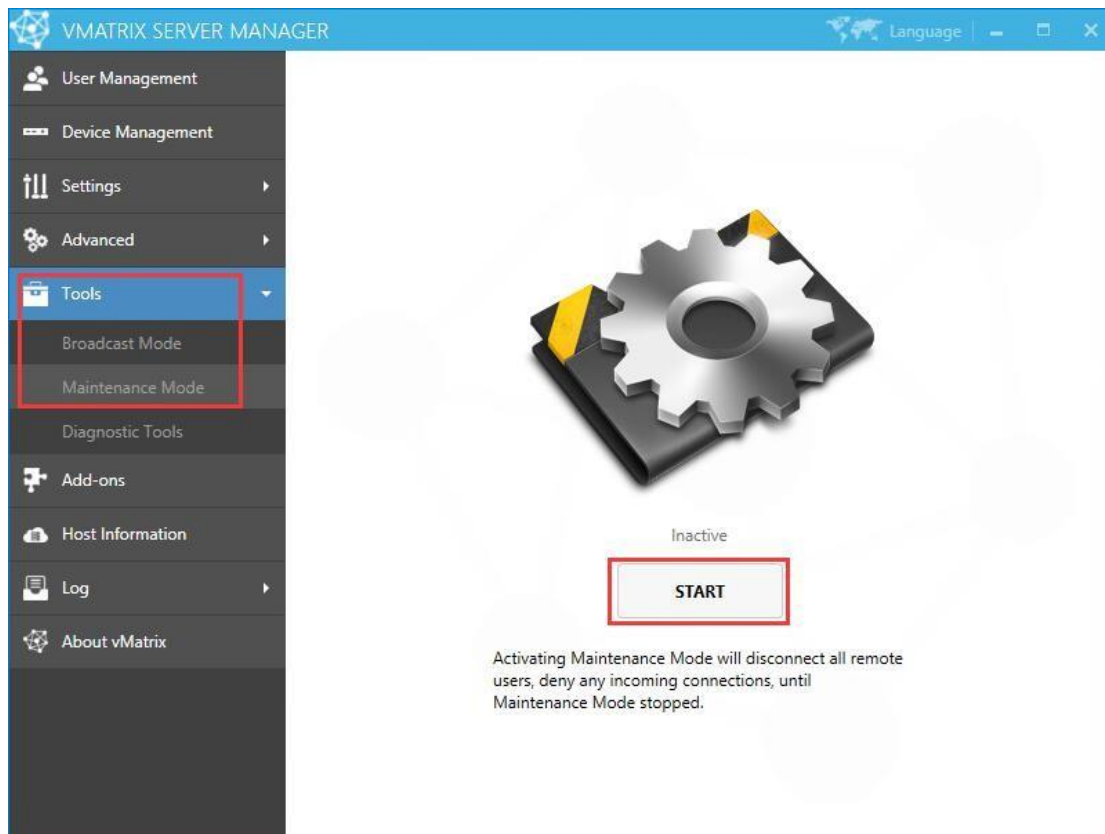 VMATRIX SERVER MANAGER
Language
User Management
Device Management
Settings
Advanced
Tools
Broadcast Mode
Maintenance Mode
Diagnostic Tools
Add-ons
Host Information
Log
About vMatrix
Inactive
START
Activating Maintenance Mode will disconnect all remote
users, deny any incoming connections, until
Maintenance Mode stopped.